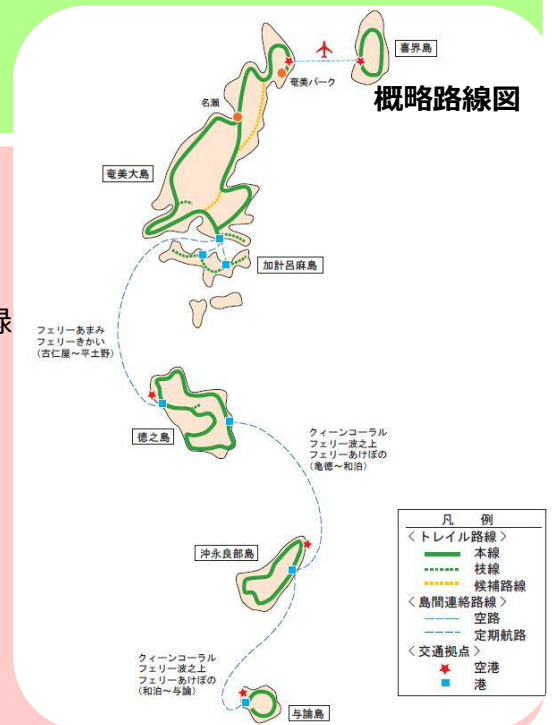 喜界島
奄美パーク
概略路線図
名瀬
奄美大島
加計呂麻島
緑
フェリーあまみ
フェリーきかい
(古仁屋～平土野)
徳之島
クィーンコーラル
フェリー波之上
フェリーあけぼの
(亀徳～和泊)
沖永良部島
クィーンコーラル
フェリー波之上
フェリーあけぼの
(和泊～与論)
与論島
凡 例
<トレイル路線>
本線
枝線
候補路線
<島間連絡路線>
空路
定期航路
<交通拠点>
空港
港